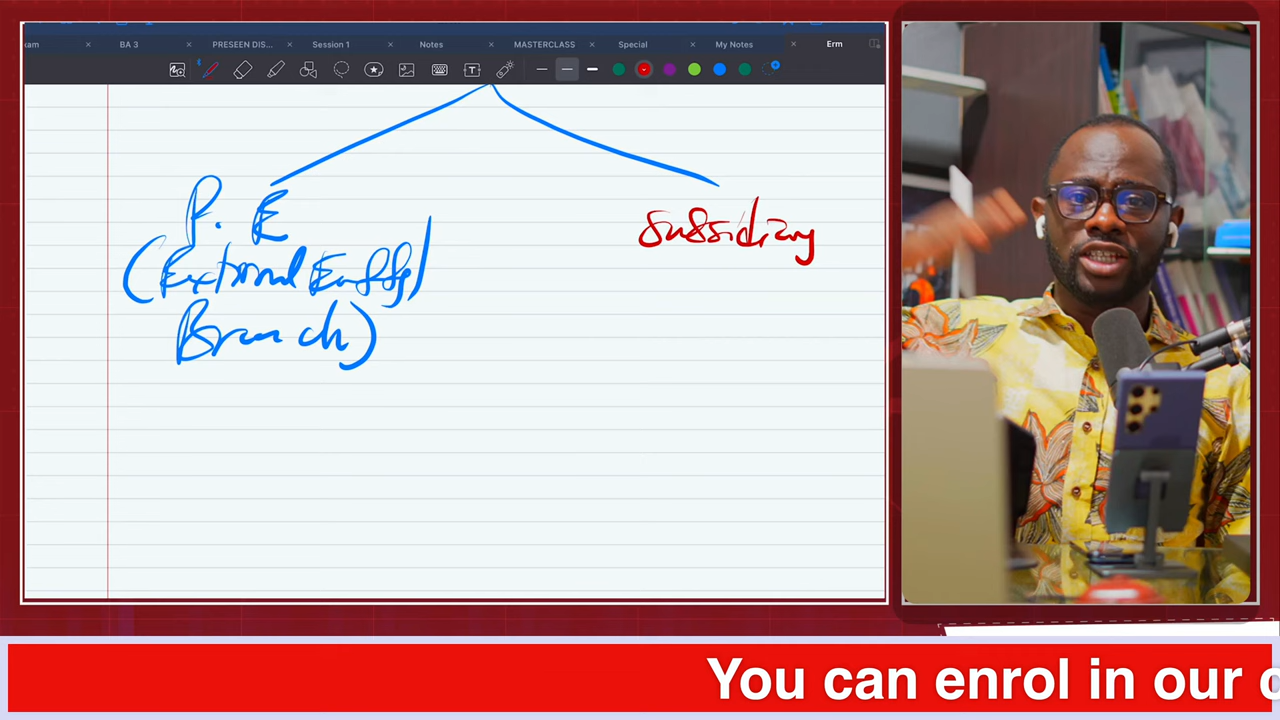 xam BA 3 PRESEEN DIS... Session 1 Notes MASTERCLASS Special My Notes Erm
P. E
Subsidiary
(External
Branch)
You can enrol in our